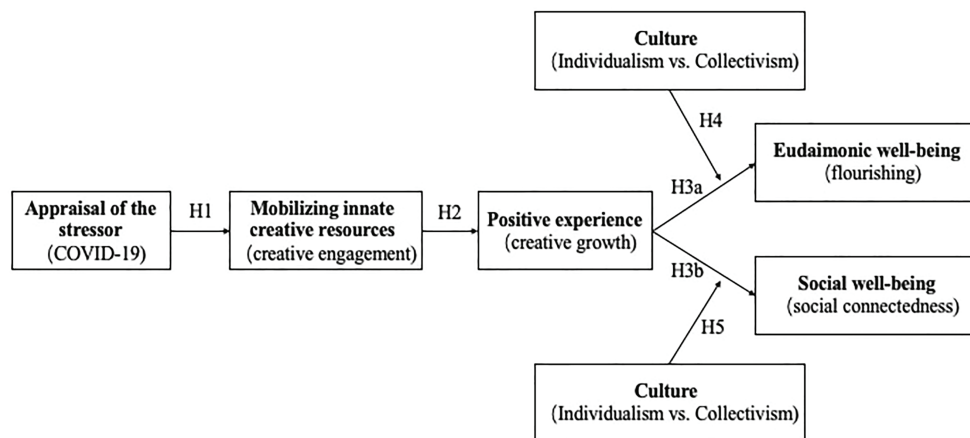 Culture
(Individualism vs. Collectivism)
H4
Eudaimonic well-being
(flourishing)
H3a
Appraisal of the
stressor
(COVID-19)
H1
Mobilizing innate
creative resources
(creative engagement)
H2
Positive experience
(creative growth)
H3b
Social well-being
(social connectedness)
H5
Culture
(Individualism vs. Collectivism)